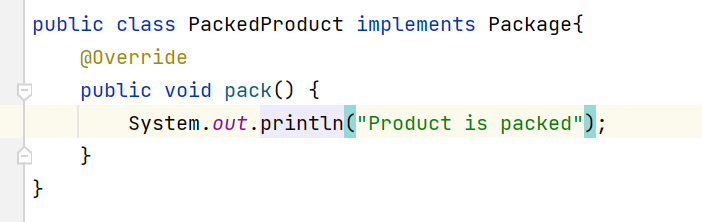 public class PackedProduct implements Package{
    @Override
    public void pack() {
        System.out.println("Product is packed");
    }
}